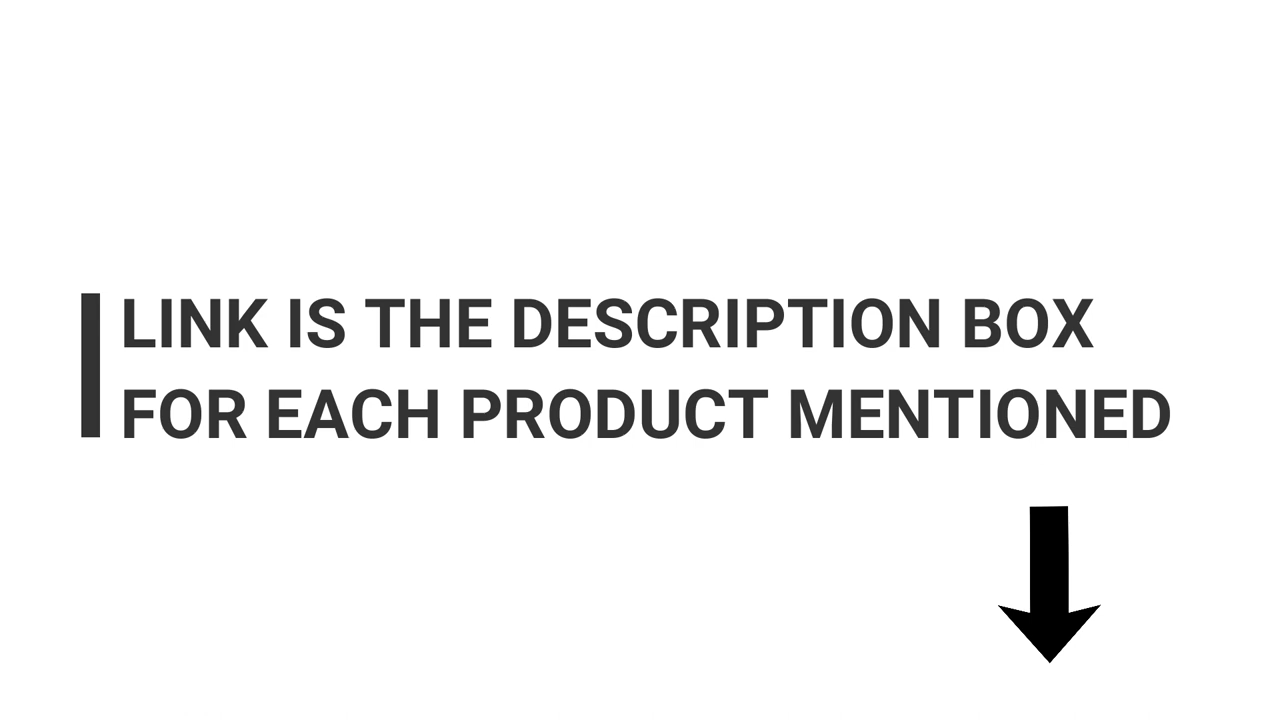 LINK IS THE DESCRIPTION BOX
FOR EACH PRODUCT MENTIONED